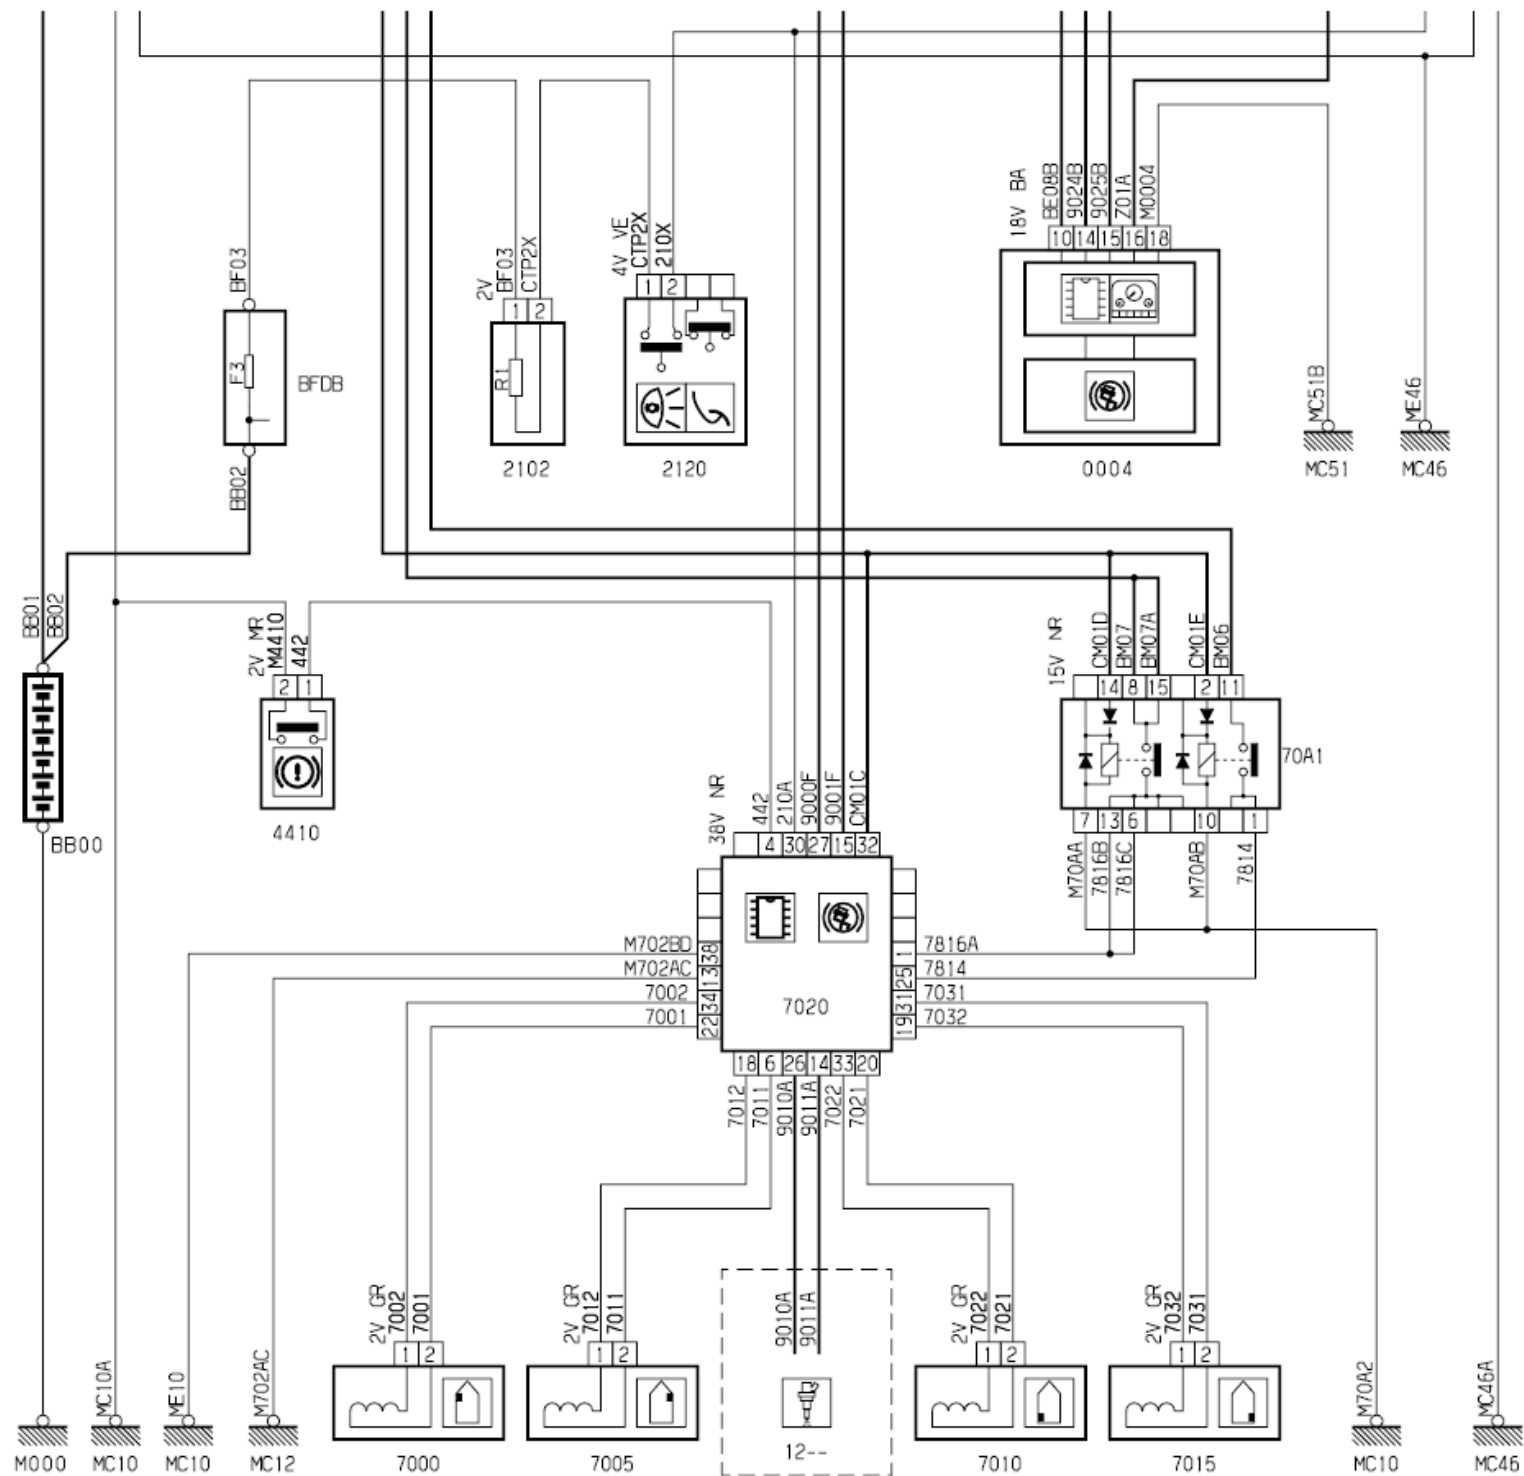 18V BA
BE08B
9024B
9025B
Z01A
M0004
10 14 15 16 18
0004
MC51B
MC51
ME46
MC46
BF03
F3
BFDB
BB02
2V
BF03
CTP2X
1 2
R1
2102
4V VE
CTP2X
210X
1 2
2120
BB01
BB02
BB00
2V MR
M4410
442
2 1
4410
15V NR
CM01D
BM07
BM07A
CM01E
BM06
14 8 15 2 11
70A1
7 13 6 10 1
M70AA
7816B
7816C
M70AB
7814
38V NR
442
210A
9000F
9001F
CM01C
4 30 27 15 32
M702BD 38
M702AC 13
7002 34
7001 22
7020
1 7816A
25 7814
31 7031
19 7032
18 6 26 14 33 20
7012
7011
9010A
9011A
7022
7021
M000
MC10A
MC10
ME10
MC10
M702AC
MC12
2V GR
7002
7001
1 2
7000
2V GR
7012
7011
1 2
7005
9010A
9011A
12--
2V GR
7022
7021
1 2
7010
2V GR
7032
7031
1 2
7015
M70A2
MC10
MC46A
MC46